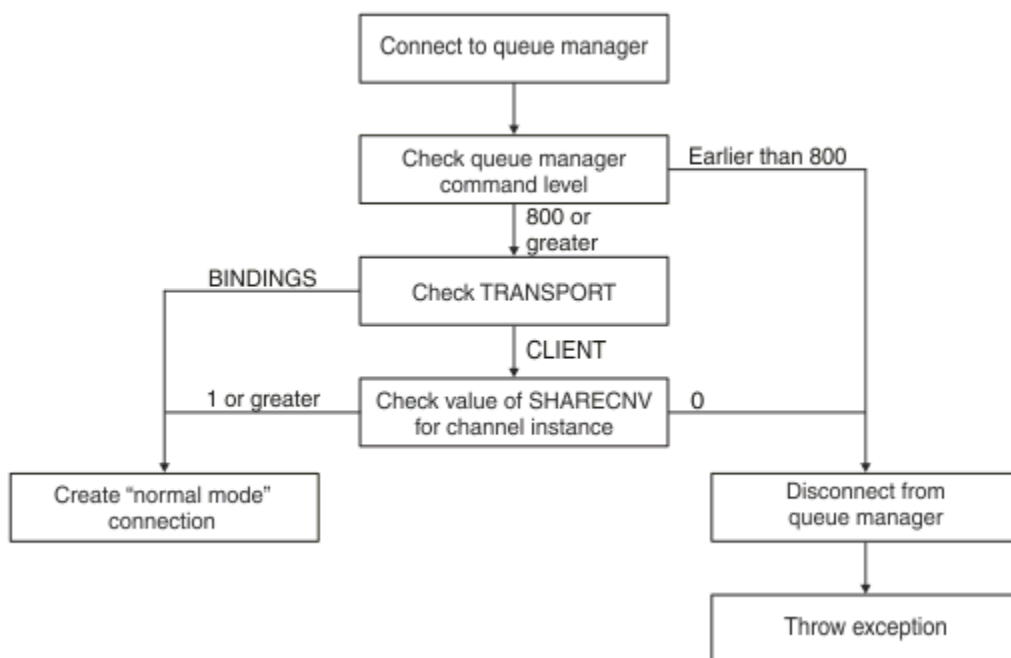 Connect to queue manager
Check queue manager
command level
Earlier than 800
800 or
greater
BINDINGS
Check TRANSPORT
CLIENT
1 or greater
Check value of SHARECNV
for channel instance
0
Create “normal mode”
connection
Disconnect from
queue manager
Throw exception